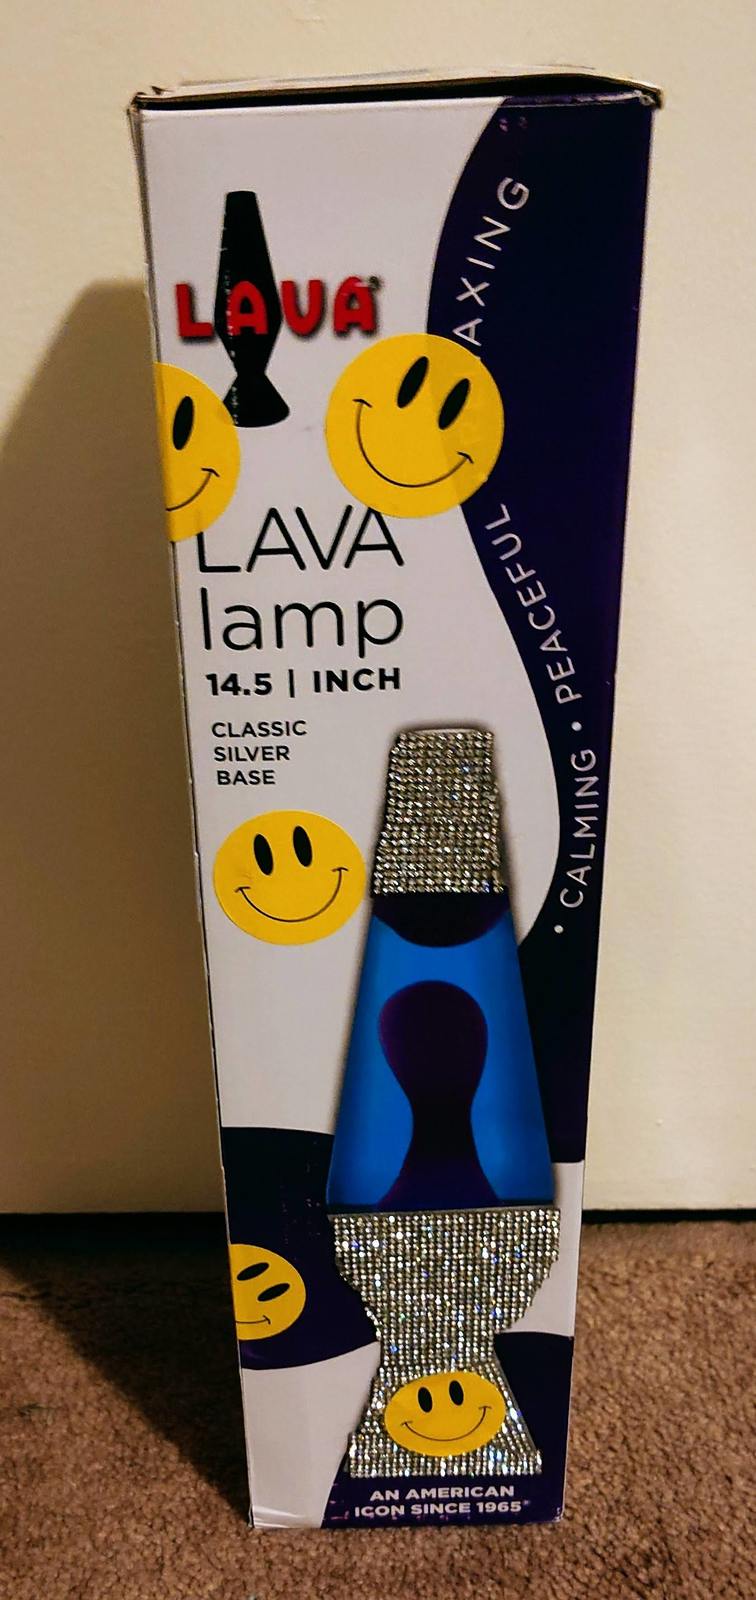 LAVA®
LAVA
lamp
14.5 | INCH
CLASSIC
SILVER
BASE
• CALMING • PEACEFUL AXING
AN AMERICAN
ICON SINCE 1965®